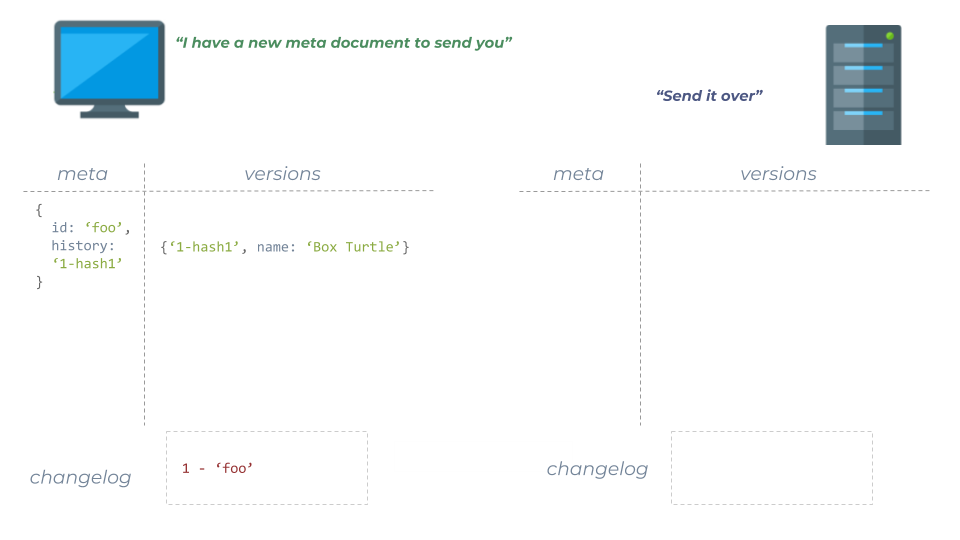 “I have a new meta document to send you”
“Send it over”
meta
versions
meta
versions
{
id: ‘foo’,
history:
‘1-hash1’
}
{‘1-hash1’, name: ‘Box Turtle’}
changelog
1 - ‘foo’
changelog